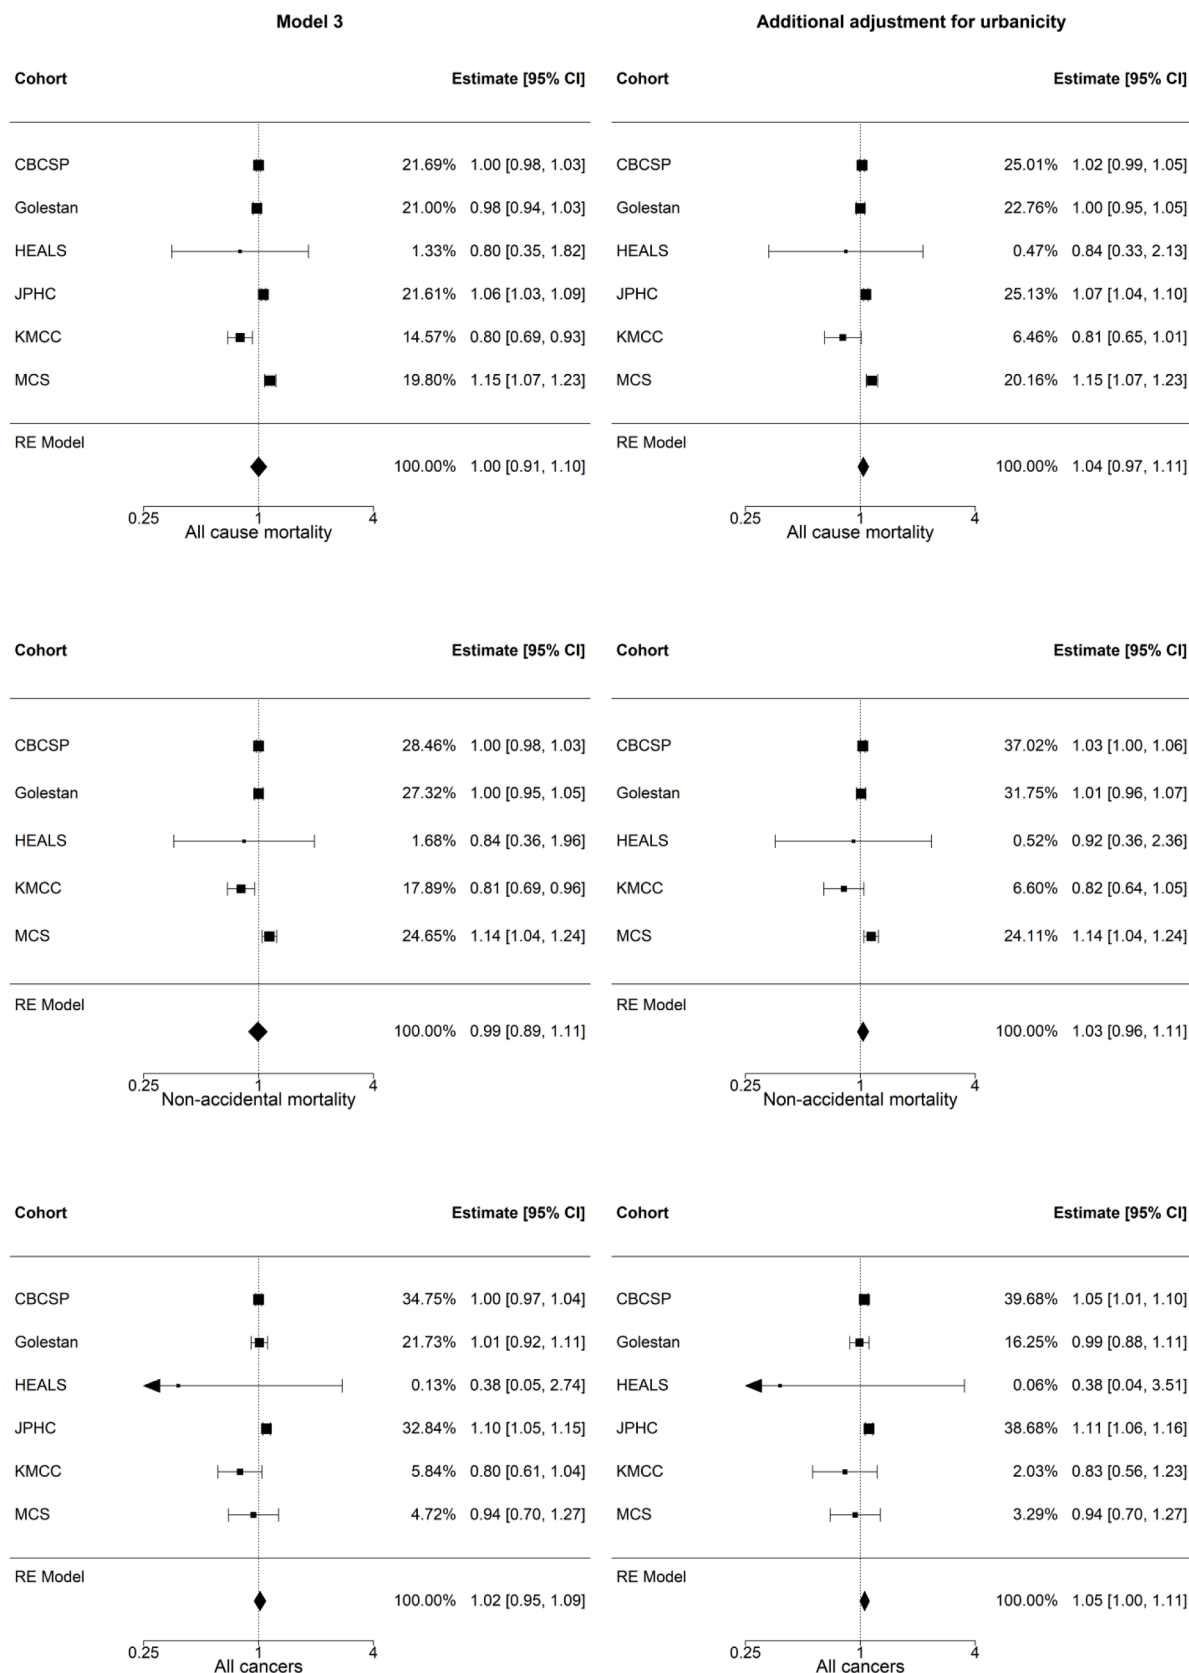 Model 3
Cohort Estimate [95% CI]
CBCSP 21.69% 1.00 [0.98, 1.03]
Golestan 21.00% 0.98 [0.94, 1.03]
HEALS 1.33% 0.80 [0.35, 1.82]
JPHC 21.61% 1.06 [1.03, 1.09]
KMCC 14.57% 0.80 [0.69, 0.93]
MCS 19.80% 1.15 [1.07, 1.23]
RE Model
100.00% 1.00 [0.91, 1.10]
0.25 1 4
All cause mortality
Additional adjustment for urbanicity
Cohort Estimate [95% CI]
CBCSP 25.01% 1.02 [0.99, 1.05]
Golestan 22.76% 1.00 [0.95, 1.05]
HEALS 0.47% 0.84 [0.33, 2.13]
JPHC 25.13% 1.07 [1.04, 1.10]
KMCC 6.46% 0.81 [0.65, 1.01]
MCS 20.16% 1.15 [1.07, 1.23]
RE Model
100.00% 1.04 [0.97, 1.11]
0.25 1 4
All cause mortality
Cohort Estimate [95% CI]
CBCSP 28.46% 1.00 [0.98, 1.03]
Golestan 27.32% 1.00 [0.95, 1.05]
HEALS 1.68% 0.84 [0.36, 1.96]
KMCC 17.89% 0.81 [0.69, 0.96]
MCS 24.65% 1.14 [1.04, 1.24]
RE Model
100.00% 0.99 [0.89, 1.11]
0.25 1 4
Non-accidental mortality
Cohort Estimate [95% CI]
CBCSP 37.02% 1.03 [1.00, 1.06]
Golestan 31.75% 1.01 [0.96, 1.07]
HEALS 0.52% 0.92 [0.36, 2.36]
KMCC 6.60% 0.82 [0.64, 1.05]
MCS 24.11% 1.14 [1.04, 1.24]
RE Model
100.00% 1.03 [0.96, 1.11]
0.25 1 4
Non-accidental mortality
Cohort Estimate [95% CI]
CBCSP 34.75% 1.00 [0.97, 1.04]
Golestan 21.73% 1.01 [0.92, 1.11]
HEALS 0.13% 0.38 [0.05, 2.74]
JPHC 32.84% 1.10 [1.05, 1.15]
KMCC 5.84% 0.80 [0.61, 1.04]
MCS 4.72% 0.94 [0.70, 1.27]
RE Model
100.00% 1.02 [0.95, 1.09]
0.25 1 4
All cancers
Cohort Estimate [95% CI]
CBCSP 39.68% 1.05 [1.01, 1.10]
Golestan 16.25% 0.99 [0.88, 1.11]
HEALS 0.06% 0.38 [0.04, 3.51]
JPHC 38.68% 1.11 [1.06, 1.16]
KMCC 2.03% 0.83 [0.56, 1.23]
MCS 3.29% 0.94 [0.70, 1.27]
RE Model
100.00% 1.05 [1.00, 1.11]
0.25 1 4
All cancers